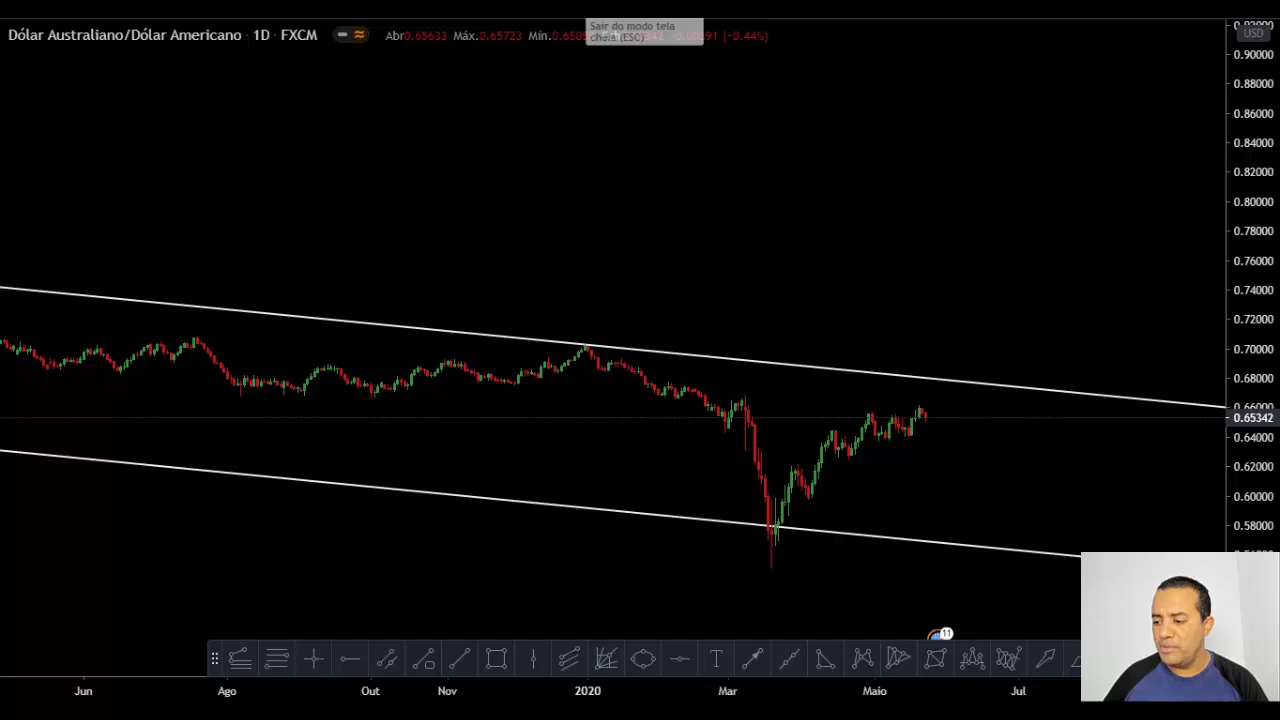 Dólar Australiano/Dólar Americano · 1D · FXCM
Abr0.65633 Máx.0.65723 (−0.44%)
Sair do modo tela
cheia (ESC)
USD
0.90000
0.88000
0.86000
0.84000
0.82000
0.80000
0.78000
0.76000
0.74000
0.72000
0.70000
0.68000
0.65342
0.64000
0.62000
0.60000
0.58000
11
T
Jun Ago Out Nov 2020 Mar Maio Jul